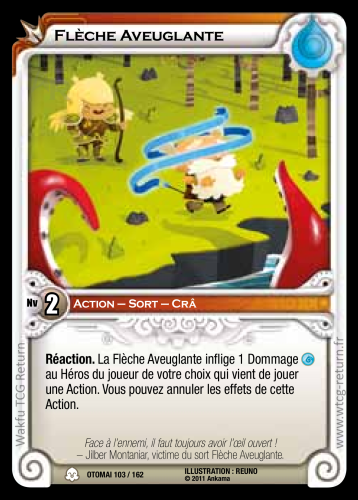 FLÈCHE AVEUGLANTE
Nv 2 ACTION – SORT – CRÂ
Réaction. La Flèche Aveuglante inflige 1 Dommage
au Héros du joueur de votre choix qui vient de jouer
une Action. Vous pouvez annuler les effets de cette
Action.
Face à l'ennemi, il faut toujours avoir l'œil ouvert !
– Jilber Montaniar, victime du sort Flèche Aveuglante.
OTOMAI 103 / 162
ILLUSTRATION : REUNO
© 2011 Ankama
Wakfu TCG Return
www.wtcg-return.fr